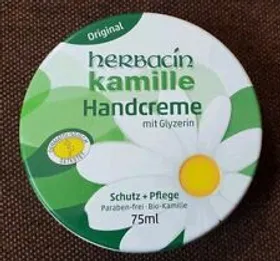 Original
herbacin
kamille
Handcreme
mit Glyzerin
Schutz + Pflege
Paraben-frei · Bio-Kamille
75ml